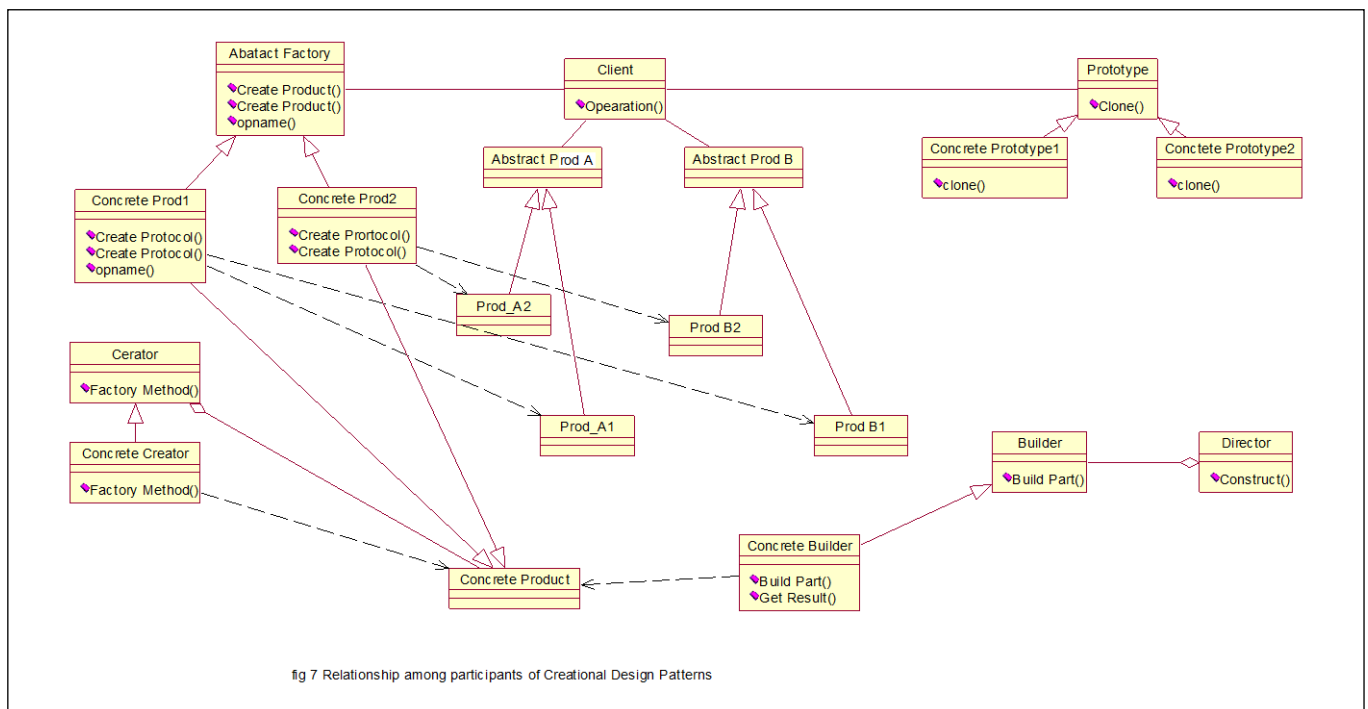 Abatact Factory
Create Product()
Create Product()
opname()
Client
Opearation()
Prototype
Clone()
Concrete Prototype1
clone()
Conctete Prototype2
clone()
Abstract Prod A
Abstract Prod B
Concrete Prod1
Create Protocol()
Create Protocol()
opname()
Concrete Prod2
Create Prortocol()
Create Protocol()
Prod_A2
Prod B2
Cerator
Factory Method()
Prod_A1
Prod B1
Concrete Creator
Factory Method()
Builder
Build Part()
Director
Construct()
Concrete Builder
Build Part()
Get Result()
Concrete Product
fig 7 Relationship among participants of Creational Design Patterns